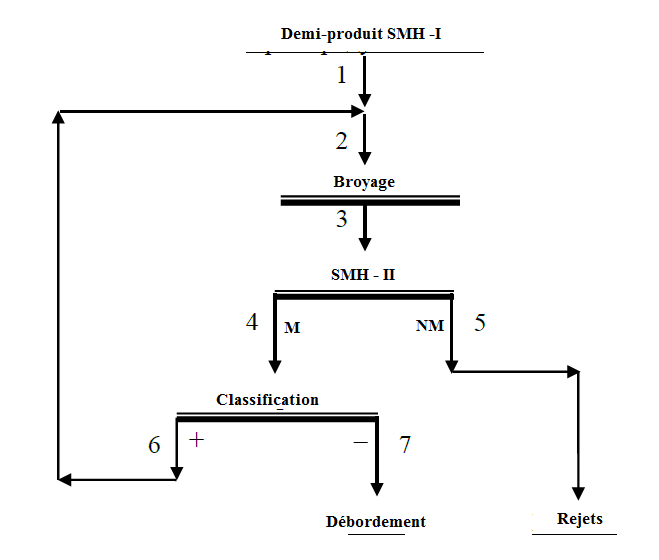 Demi-produit SMH -I
1
2
Broyage
3
SMH - II
4
M
NM
5
Classification
6
+
−
7
Débordement
Rejets